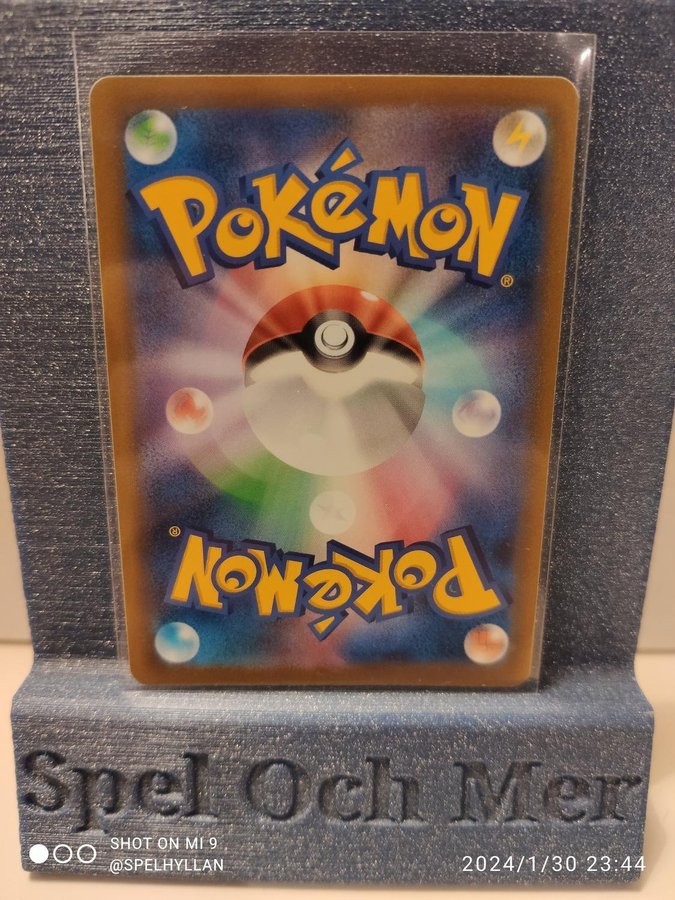 POKéMON®
POKéMON®
Spel Och Mer
SHOT ON MI 9
@SPELHYLLAN
2024/1/30 23:44